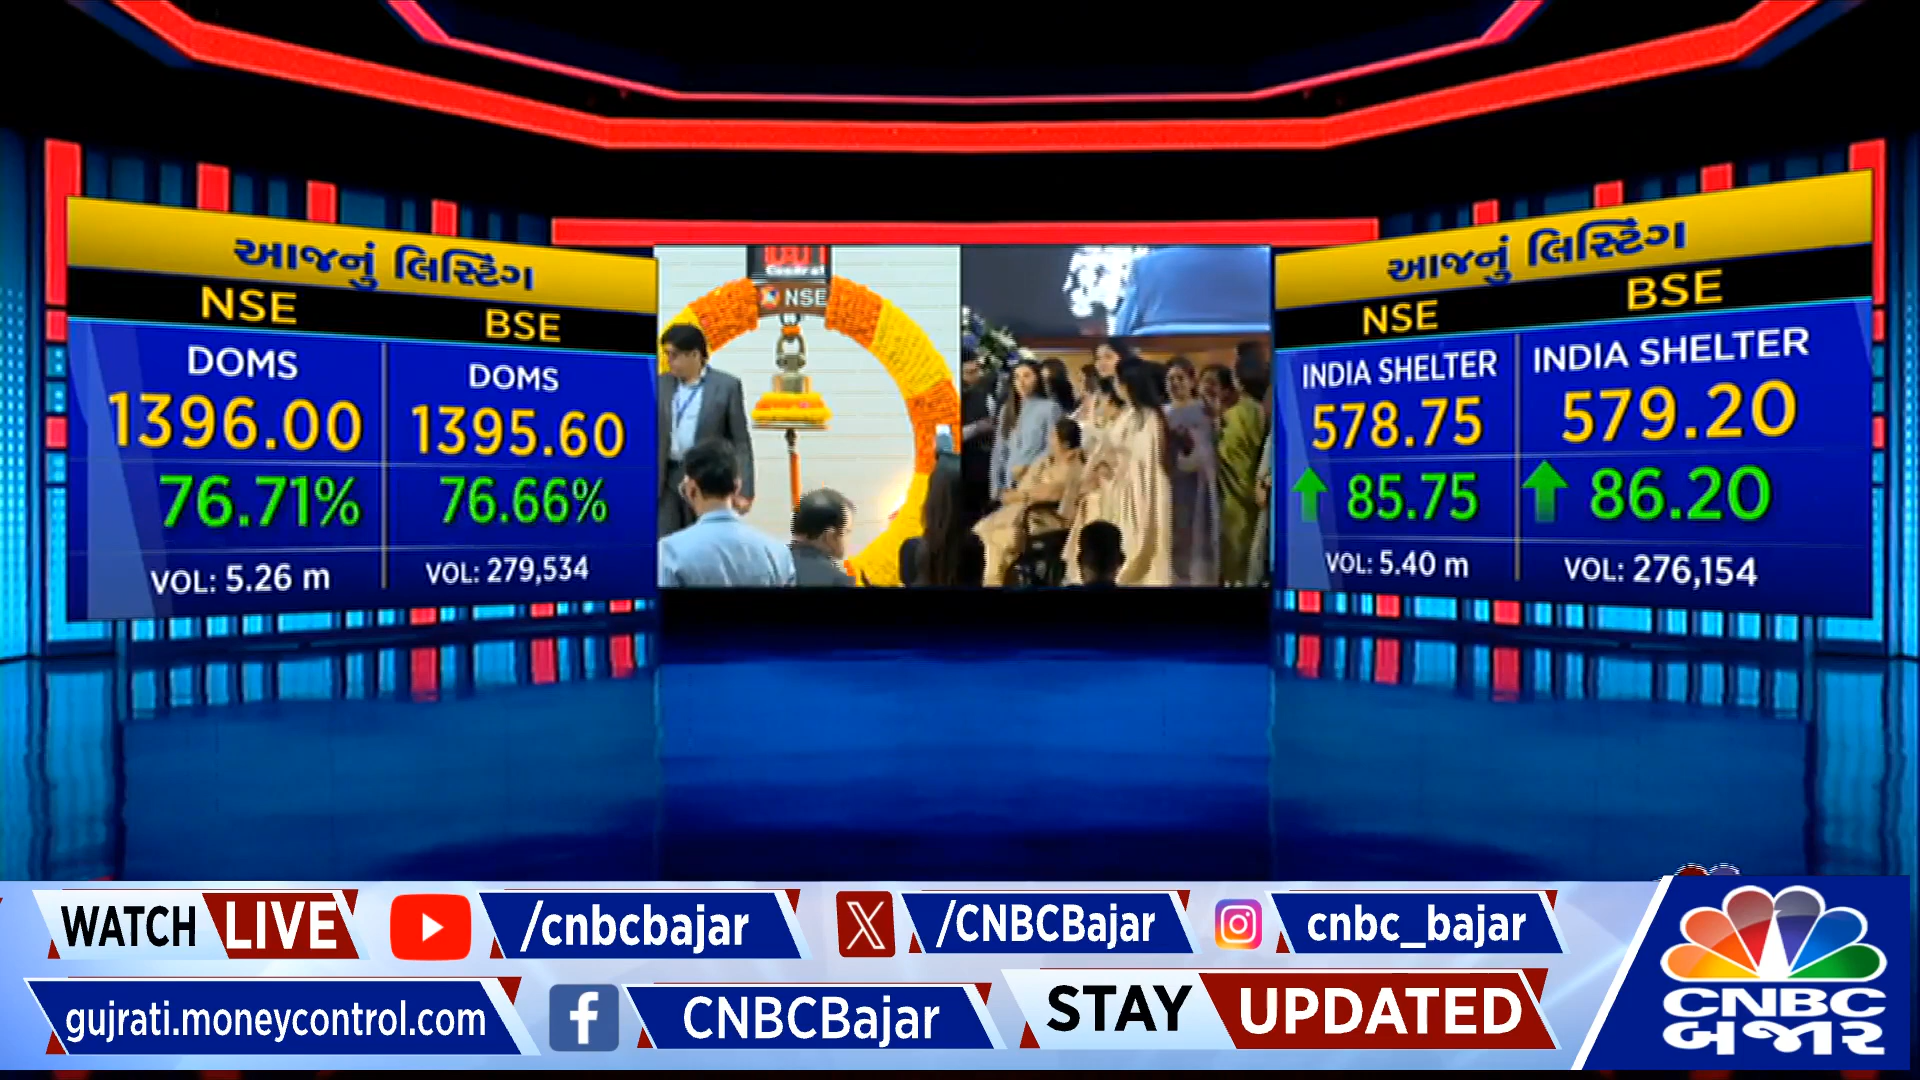 આજનું લિસ્ટિંગ
NSE BSE
DOMS DOMS
1396.00 1395.60
76.71% 76.66%
VOL: 5.26 m VOL: 279,534
NSE
આજનું લિસ્ટિંગ
NSE BSE
INDIA SHELTER INDIA SHELTER
578.75 579.20
85.75 86.20
VOL: 5.40 m VOL: 276,154
WATCH LIVE /cnbcbajar /CNBCBajar cnbc_bajar
gujrati.moneycontrol.com CNBCBajar STAY UPDATED
CNBC
બજાર